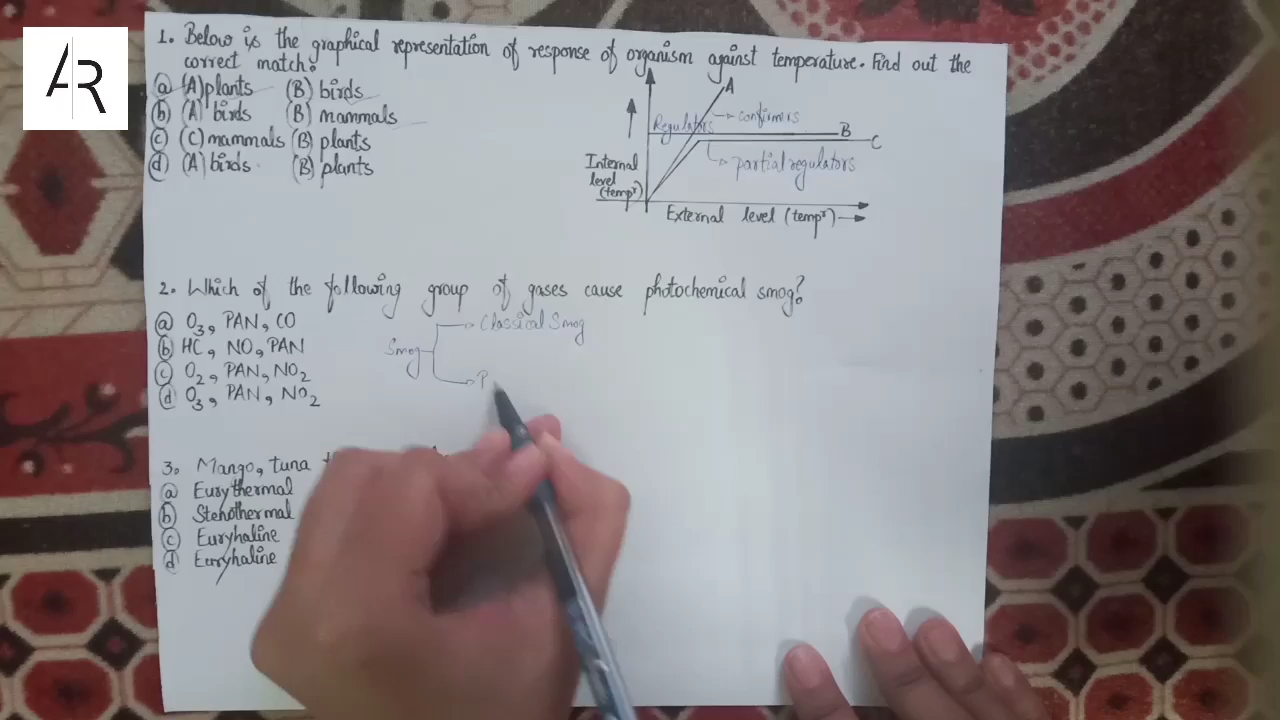 AR
1. Below is the graphical representation of response of organism against temperature. Find out the
correct match?
(a) (A) plants (B) birds
(b) (A) birds (B) mammals
(c) (C) mammals (B) plants
(d) (A) birds (B) plants
A
Regulators
confirmers
B
C
partial regulators
Internal
level
(tempr)
External level (tempr)
2. Which of the following group of gases cause photochemical smog?
(a) O3, PAN, CO
(b) HC, NO, PAN
(c) O2, PAN, NO2
(d) O3, PAN, NO2
Smog
Classical Smog
P
3. Mango, tuna
(a) Eurythermal
(b) Stenothermal
(c) Euryhaline
(d) Euryhaline